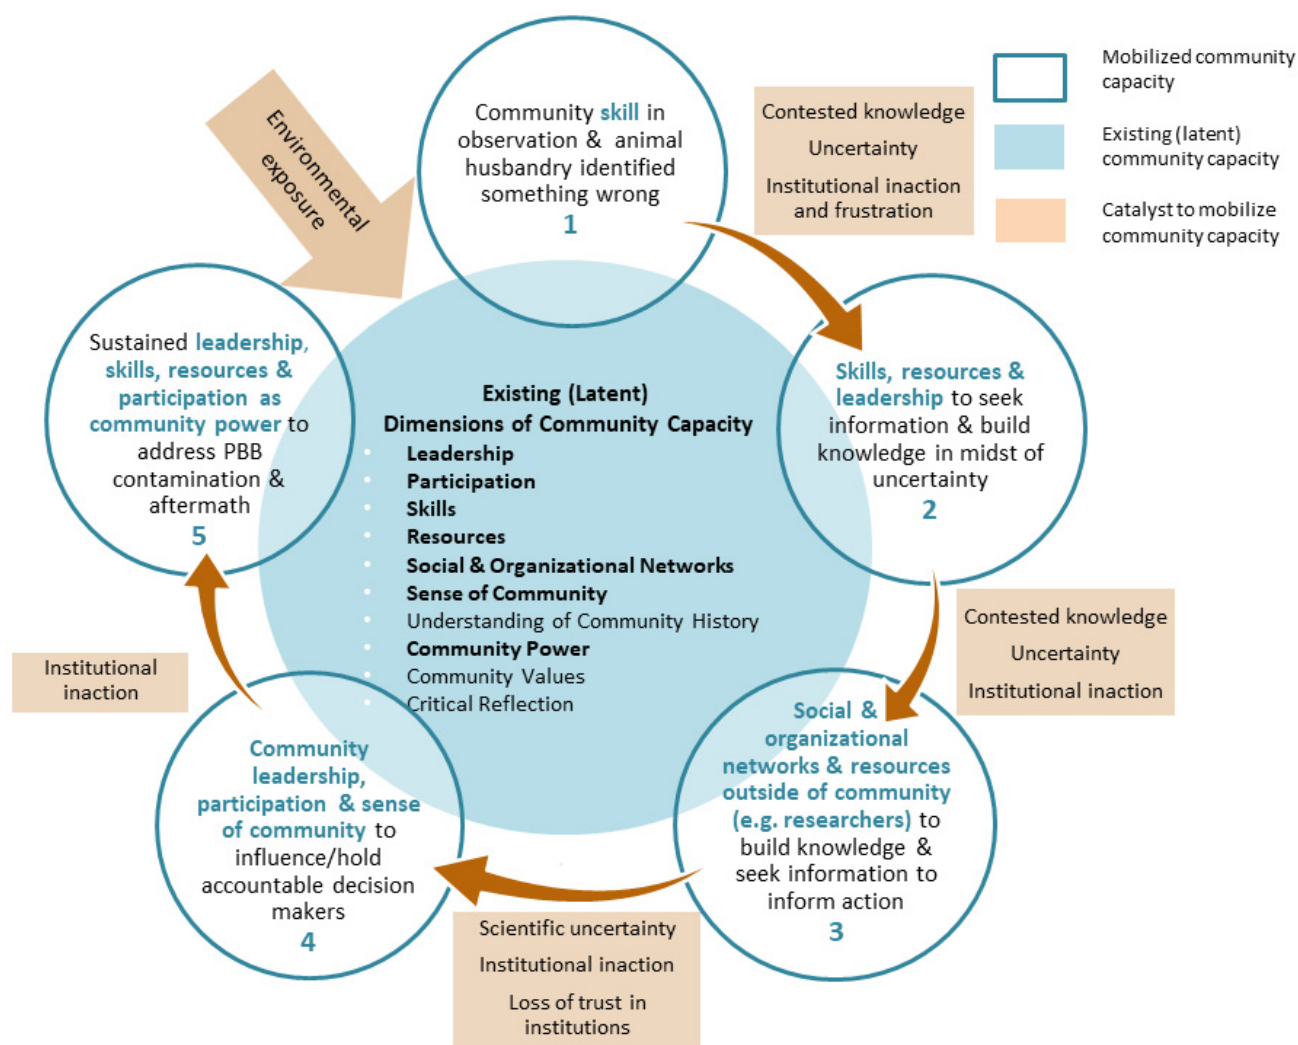 Environmental
exposure
Community skill in
observation & animal
husbandry identified
something wrong
1
Contested knowledge
Uncertainty
Institutional inaction
and frustration
Mobilized community
capacity
Existing (latent)
community capacity
Catalyst to mobilize
community capacity
Skills, resources &
leadership to seek
information & build
knowledge in midst of
uncertainty
2
Contested knowledge
Uncertainty
Institutional inaction
Social &
organizational
networks & resources
outside of community
(e.g. researchers) to
build knowledge &
seek information to
inform action
3
Scientific uncertainty
Institutional inaction
Loss of trust in
institutions
Community
leadership,
participation & sense
of community to
influence/hold
accountable decision
makers
4
Institutional
inaction
Sustained leadership,
skills, resources &
participation as
community power to
address PBB
contamination &
aftermath
5
Existing (Latent)
Dimensions of Community Capacity
• Leadership
• Participation
• Skills
• Resources
• Social & Organizational Networks
• Sense of Community
• Understanding of Community History
• Community Power
• Community Values
• Critical Reflection